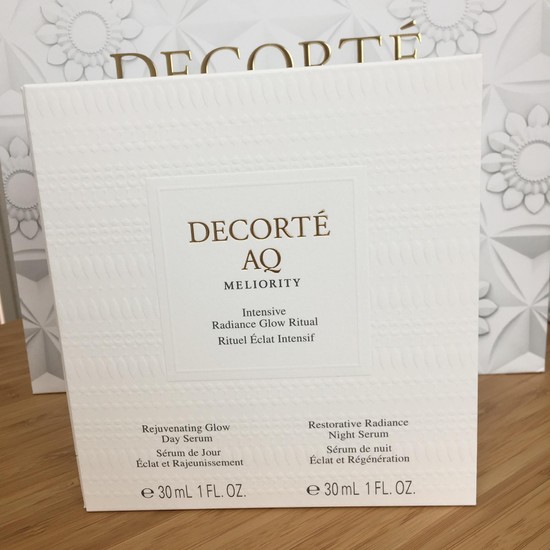 DECORTÉ
DECORTÉ
AQ
MELIORITY
Intensive
Radiance Glow Ritual
Rituel Éclat Intensif
Rejuvenating Glow
Day Serum
Sérum de Jour
Éclat et Rajeunissement
℮ 30 mL 1 FL. OZ.
Restorative Radiance
Night Serum
Sérum de nuit
Éclat et Régénération
℮ 30 mL 1 FL. OZ.